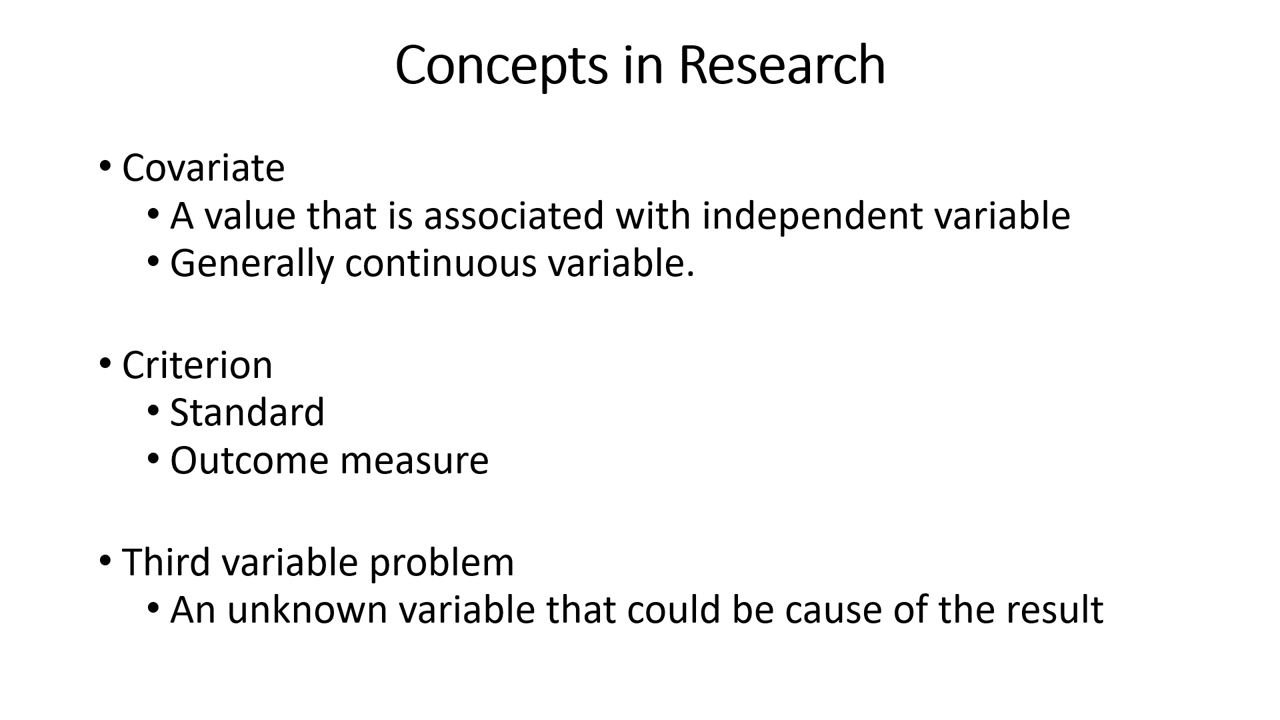 Concepts in Research
• Covariate
• A value that is associated with independent variable
• Generally continuous variable.
• Criterion
• Standard
• Outcome measure
• Third variable problem
• An unknown variable that could be cause of the result